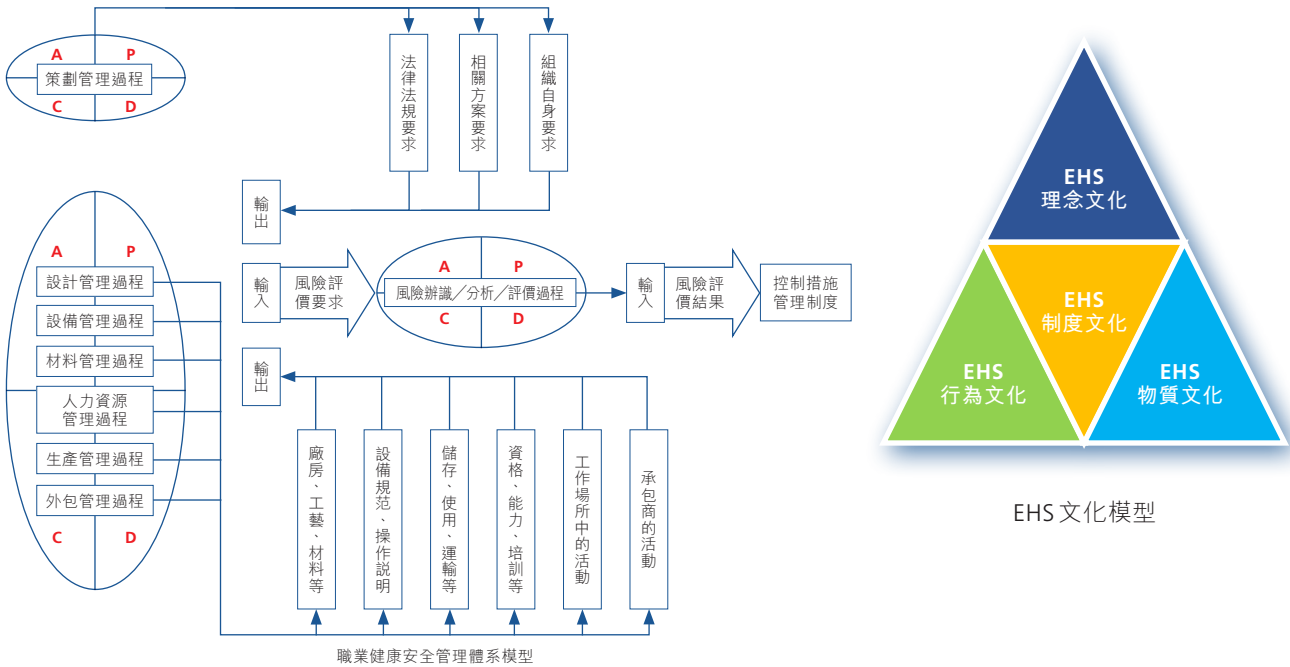 A P
策劃管理過程
C D
法律法規要求
相關方案要求
組織自身要求
輸出
A P
設計管理過程
設備管理過程
材料管理過程
人力資源
管理過程
生產管理過程
外包管理過程
C D
輸入
風險評
價要求
A P
風險辦識／分析／評價過程
C D
輸入
風險評
價結果
控制措施
管理制度
輸出
廠房、工藝、材料等
設備規范、操作説明
儲存、使用、運輸等
資格、能力、培訓等
工作場所中的活動
承包商的活動
職業健康安全管理體系模型
EHS
理念文化
EHS
制度文化
EHS
行為文化
EHS
物質文化
EHS 文化模型